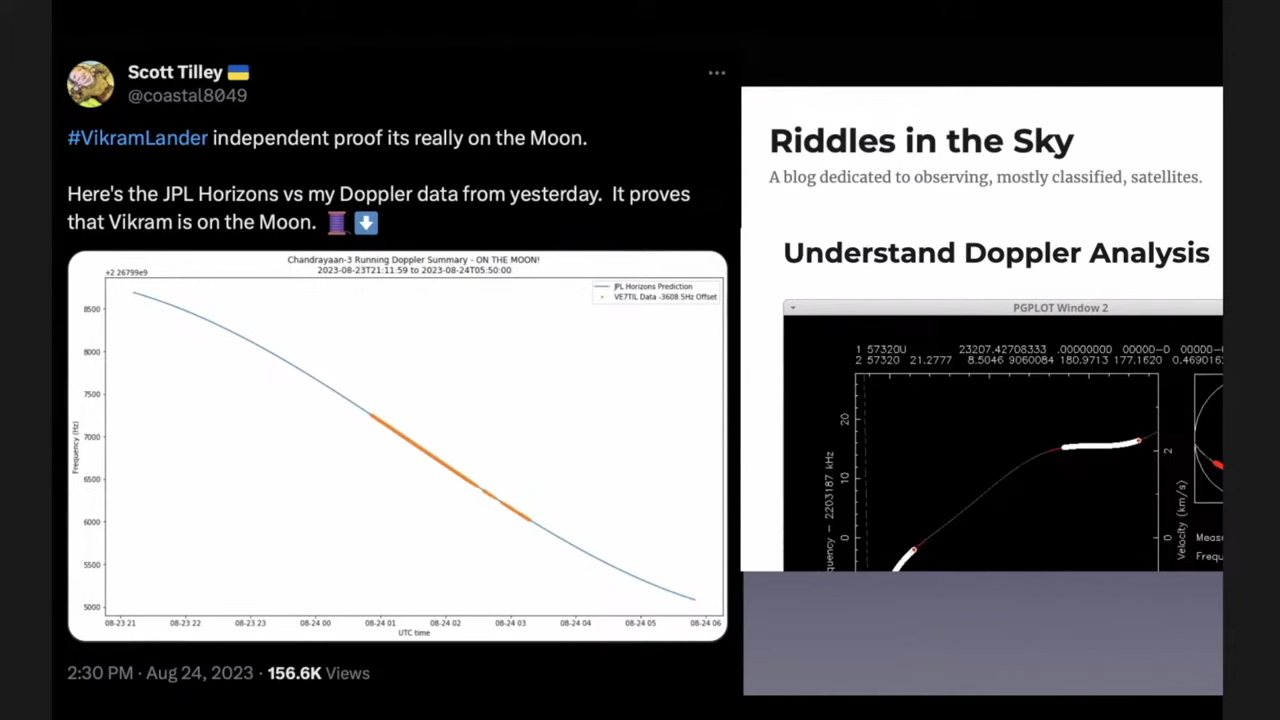 Scott Tilley
@coastal8049
#VikramLander independent proof its really on the Moon.
Here's the JPL Horizons vs my Doppler data from yesterday. It proves
that Vikram is on the Moon.
Chandrayaan-3 Running Doppler Summary - ON THE MOON!
2023-08-23T21:11:59 to 2023-08-24T05:50:00
+2.26799e9
JPL Horizons Prediction
VE7TIL Data -3608.5Hz Offset
8500
8000
7500
7000
6500
6000
5500
5000
Frequency (Hz)
08-23 21 08-23 22 08-23 23 08-24 00 08-24 01 08-24 02 08-24 03 08-24 04 08-24 05 08-24 06
UTC time
2:30 PM · Aug 24, 2023 · 156.6K Views
Riddles in the Sky
A blog dedicated to observing, mostly classified, satellites.
Understand Doppler Analysis
PGPLOT Window 2
1 57320U 23207.42708333 .00000000 00000-0 00000-
2 57320 21.2777 8.5046 9060084 180.9713 177.1620 0.46901
20
10
0
quency – 2203187 kHz
2
0
Velocity (km/s)
Meas
Frequ